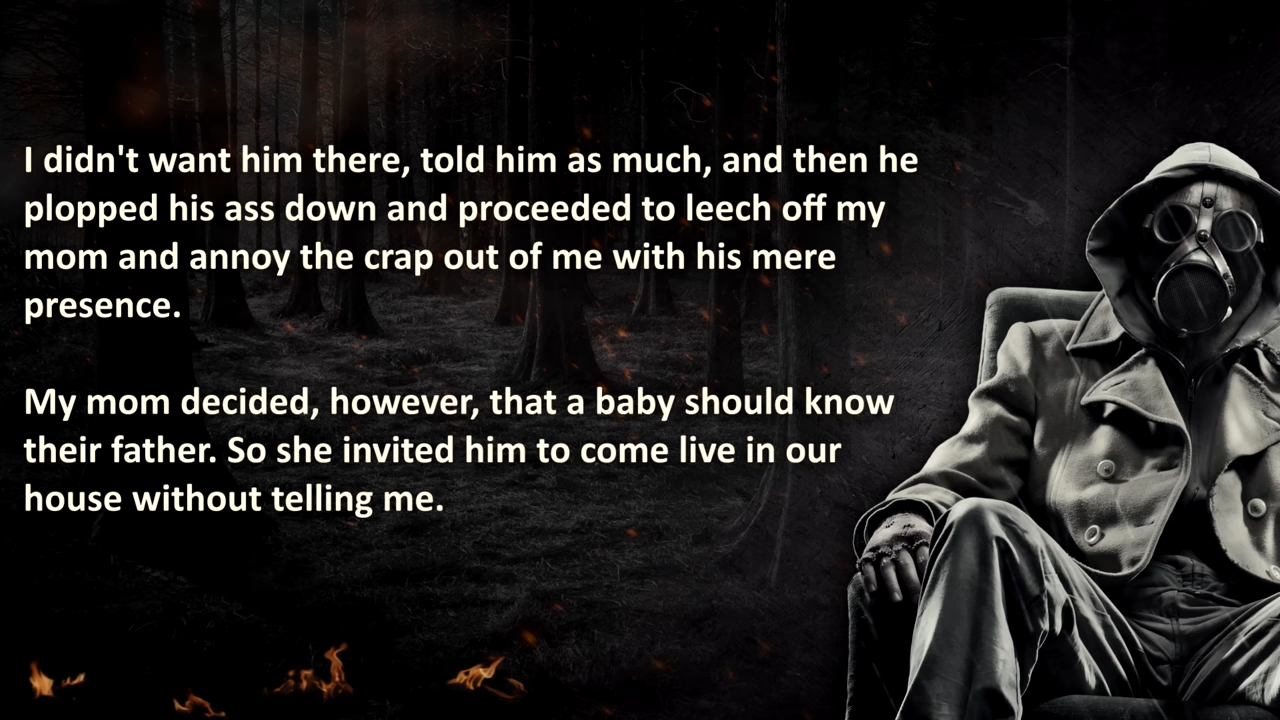 I didn't want him there, told him as much, and then he
plopped his ass down and proceeded to leech off my
mom and annoy the crap out of me with his mere
presence.
My mom decided, however, that a baby should know
their father. So she invited him to come live in our
house without telling me.